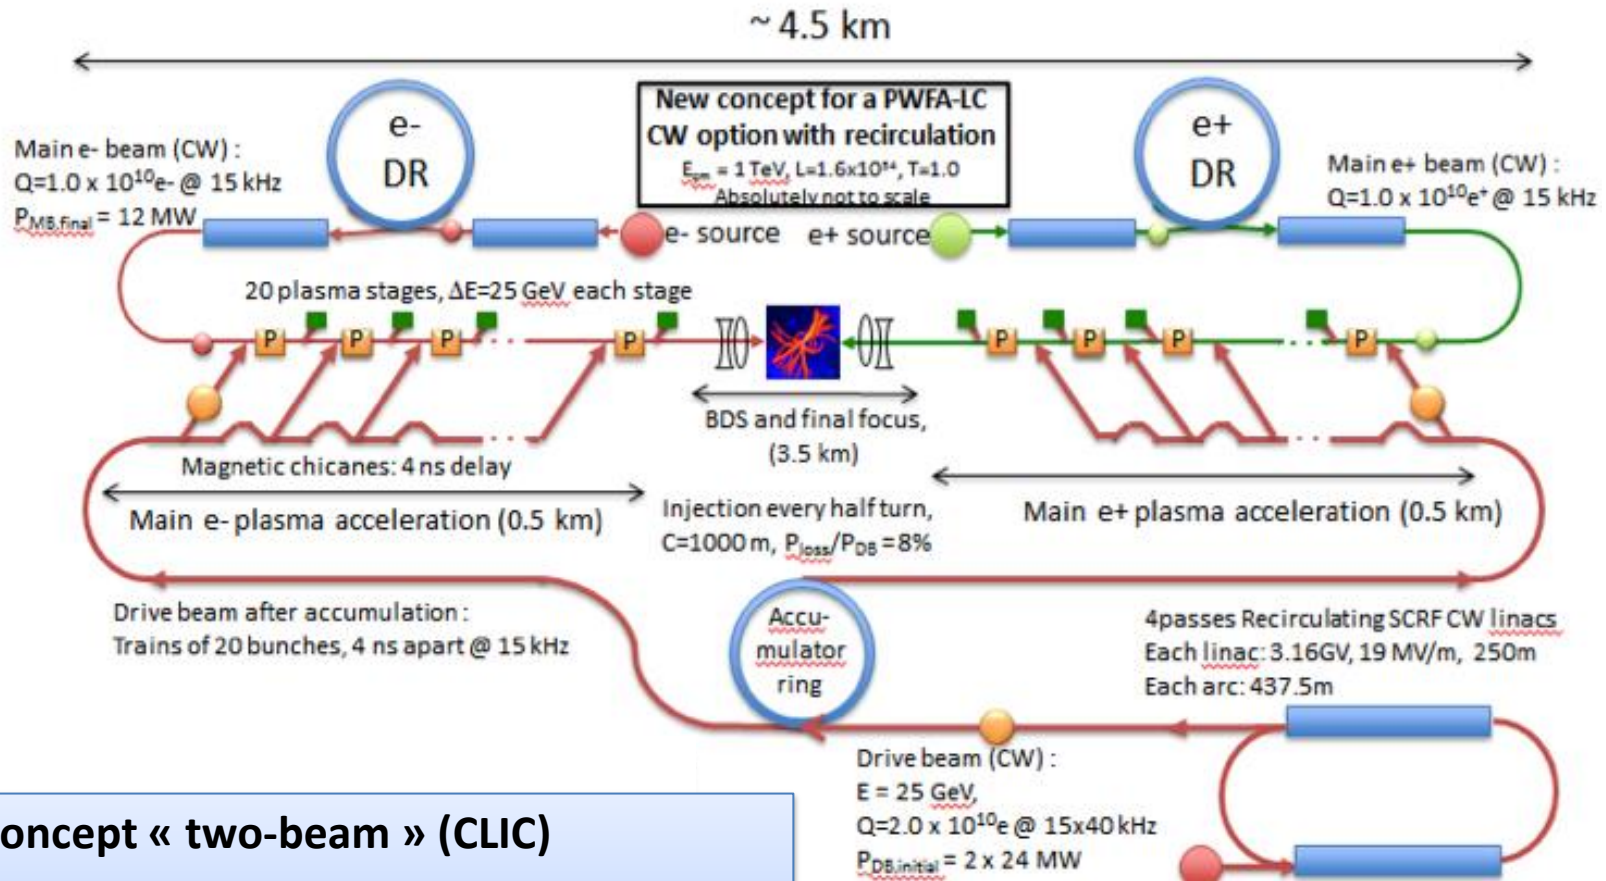 ~ 4.5 km
New concept for a PWFA-LC
CW option with recirculation
= 1 TeV, L=1.6x10³⁴, T=1.0
Absolutely not to scale
e-
DR
e+
DR
Main e- beam (CW) :
Q=1.0 x 10¹⁰e- @ 15 kHz
P_MB,final = 12 MW
Main e+ beam (CW) :
Q=1.0 x 10¹⁰e⁺ @ 15 kHz
e- source
e+ source
20 plasma stages, ΔE=25 GeV each stage
P
P
P
P
P
P
P
P
BDS and final focus,
(3.5 km)
Magnetic chicanes: 4 ns delay
Main e- plasma acceleration (0.5 km)
Main e+ plasma acceleration (0.5 km)
Injection every half turn,
C=1000 m, P_loss/P_DB = 8%
Drive beam after accumulation :
Trains of 20 bunches, 4 ns apart @ 15 kHz
Accu-
mulator
ring
4passes Recirculating SCRF CW linacs
Each linac: 3.16GV, 19 MV/m, 250m
Each arc: 437.5m
Drive beam (CW) :
E = 25 GeV,
Q=2.0 x 10¹⁰e @ 15x40 kHz
P_DB,initial = 2 x 24 MW
oncept « two-beam » (CLIC)